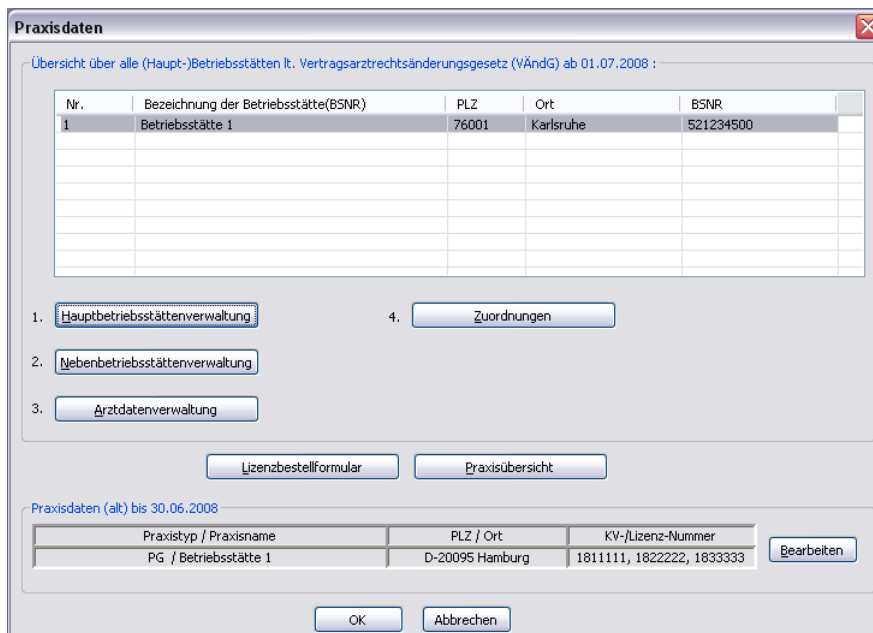 Praxisdaten
Übersicht über alle (Haupt-)Betriebsstätten lt. Vertragsarztrechtsänderungsgesetz (VÄndG) ab 01.07.2008 :
Nr. Bezeichnung der Betriebsstätte(BSNR) PLZ Ort BSNR
1 Betriebsstätte 1 76001 Karlsruhe 521234500
1. Hauptbetriebsstättenverwaltung 4. Zuordnungen
2. Nebenbetriebsstättenverwaltung
3. Arztdatenverwaltung
Lizenzbestellformular Praxisübersicht
Praxisdaten (alt) bis 30.06.2008
Praxistyp / Praxisname PLZ / Ort KV-/Lizenz-Nummer
PG / Betriebsstätte 1 D-20095 Hamburg 1811111, 1822222, 1833333 Bearbeiten
OK Abbrechen